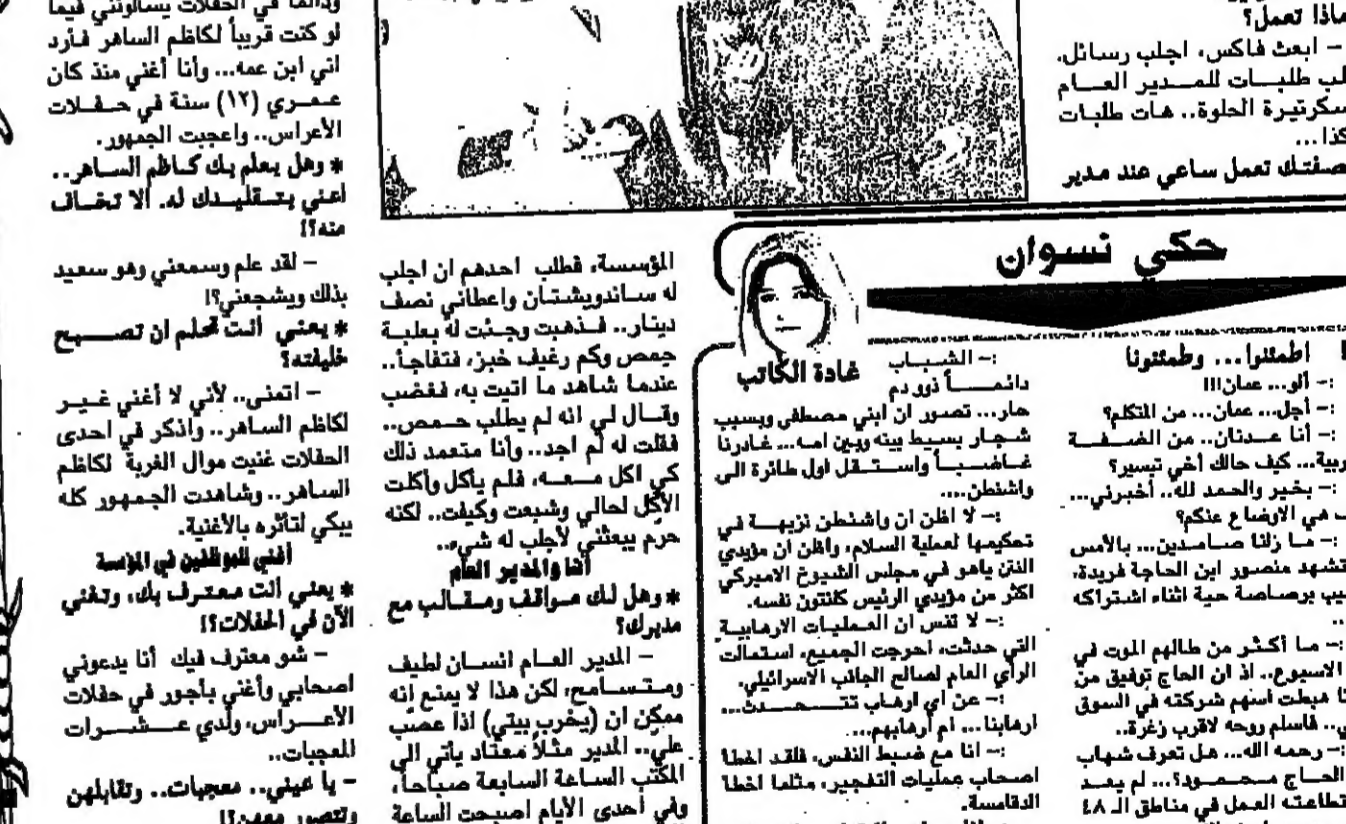 ماذا تعمل؟
– ابعث فاكس، اجلب رسائل،
طلبات للمدير العام
سكرتيرة الحلوة.. هات طلبات
كذا...
تعمل ساعي عند مدير
المؤسسة، فطلب احدهم ان اجلب
له ساندويشتان واعطاني نصف
دينار.. فذهبت وجئت له بعلبة
حمص وكم رغيف خبز، فتفاجأ..
عندما شاهد ما اتيت به، فغضب
وقال لي انه لم يطلب حمص..
فقلت له لم اجد.. وأنا متعمد ذلك
كي اكل معه، فلم يأكل وأكلت
الأكل لحالي وشبعت وكيفت.. لكنه
حرم يبعثني لأجلب له شيء..
أنا والمدير العام
* وهل لك مواقف ومقالب مع
مديرك؟
– المدير العام انسان لطيف
ومتسامح، لكن هذا لا يمنع انه
ممكن ان (يخرب بيتي) اذا عصب
علي.. المدير مثلاً معتاد يأتي الى
المكتب الساعة السابعة صباحاً،
وفي احدى الأيام اصبحت الساعة
ودائما في الحفلات يسألونني فيما
لو كنت قريباً لكاظم الساهر فأرد
اني ابن عمه... وأنا أغني منذ كان
عمري (١٢) سنة في حفلات
الأعراس.. واعجبت الجمهور.
* وهل يعلم بك كاظم الساهر..
اعني بتقليدك له. ألا تخاف
منه؟!
– لقد علم وسمعني وهو سعيد
بذلك ويشجعني؟!
* يعني أنت تحلم ان تصبح
خليفته؟
– اتمنى.. لأني لا أغني غير
لكاظم الساهر.. واذكر في احدى
الحفلات غنيت موال الغربة لكاظم
الساهر.. وشاهدت الجمهور كله
يبكي لتأثره بالأغنية.
أغني للموظفين في المؤسسة
* يعني أنت معترف بك، وتغني
الآن في الحفلات؟!
– شو معترف فيك أنا يدعوني
اصحابي وأغني بأجور في حفلات
الأعراس، ولدي عشرات
المعجبات..
– يا عيني.. معجبات.. وتقابلهن
وتتصور معهن؟!
حكي نسوان
غادة الكاتب
اطمئنوا... وطمئنونا
:– ألو... عمان!!!
:– أجل... عمان... من المتكلم؟
:– أنا عدنان.. من الضفة
كيف حالك أخي تيسير؟
:– بخير والحمد لله.. أخبرني...
هي الاوضاع عندكم؟
:– ما زلنا صامدين... بالأمس
منصور ابن الحاجة فريدة،
برصاصة حية اثناء اشتراكه
..
:– ما أكثر من طالهم الموت في
الاسبوع.. اذ ان الحاج توفيق من
هبطت اسهم شركته في السوق
فاسلم روحه لاقرب زغرة..
:– رحمه الله... هل تعرف شهاب
الحاج محمود؟... لم يعد
العمل في مناطق الـ ٤٨
:– الشباب
دائماً ذوو دم
حار... تصور ان ابني مصطفى وبسبب
شجار بسيط بينه وبين امه... غادرنا
غاضباً واستقل اول طائرة الى
واشنطن....
:– لا اظن ان واشنطن نزيهة في
تحكيمها لعملية السلام، واظن ان مؤيدي
النتن ياهو في مجلس الشيوخ الاميركي
اكثر من مؤيدي الرئيس كلنتون نفسه.
:– لا تنس ان العمليات الارهابية
التي حدثت، احرجت الجميع، استمالت
الرأي العام لصالح الجانب الاسرائيلي.
:– عن اي ارهاب تتحدث...
ارهابنا... ام ارهابهم...
:– انا مع ضبط النفس، فلقد اخطا
اصحاب عمليات التفجير، مثلما اخطا
الدقامسة.